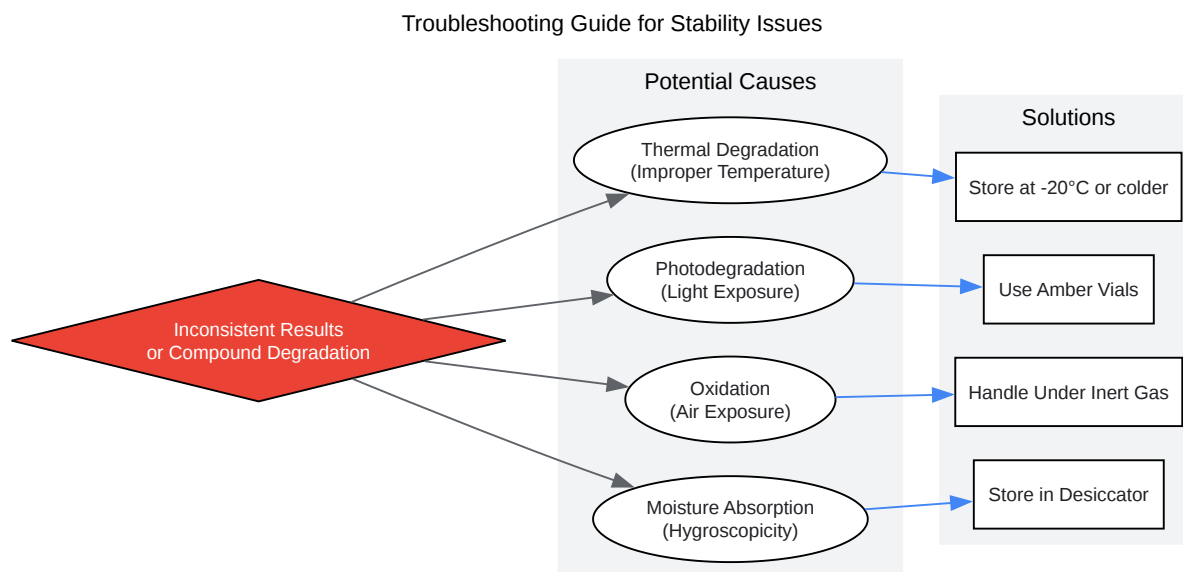 Troubleshooting Guide for Stability Issues
Potential Causes
Solutions
Thermal Degradation
(Improper Temperature)
Store at -20°C or colder
Photodegradation
(Light Exposure)
Use Amber Vials
Inconsistent Results
or Compound Degradation
Oxidation
(Air Exposure)
Handle Under Inert Gas
Moisture Absorption
(Hygroscopicity)
Store in Desiccator